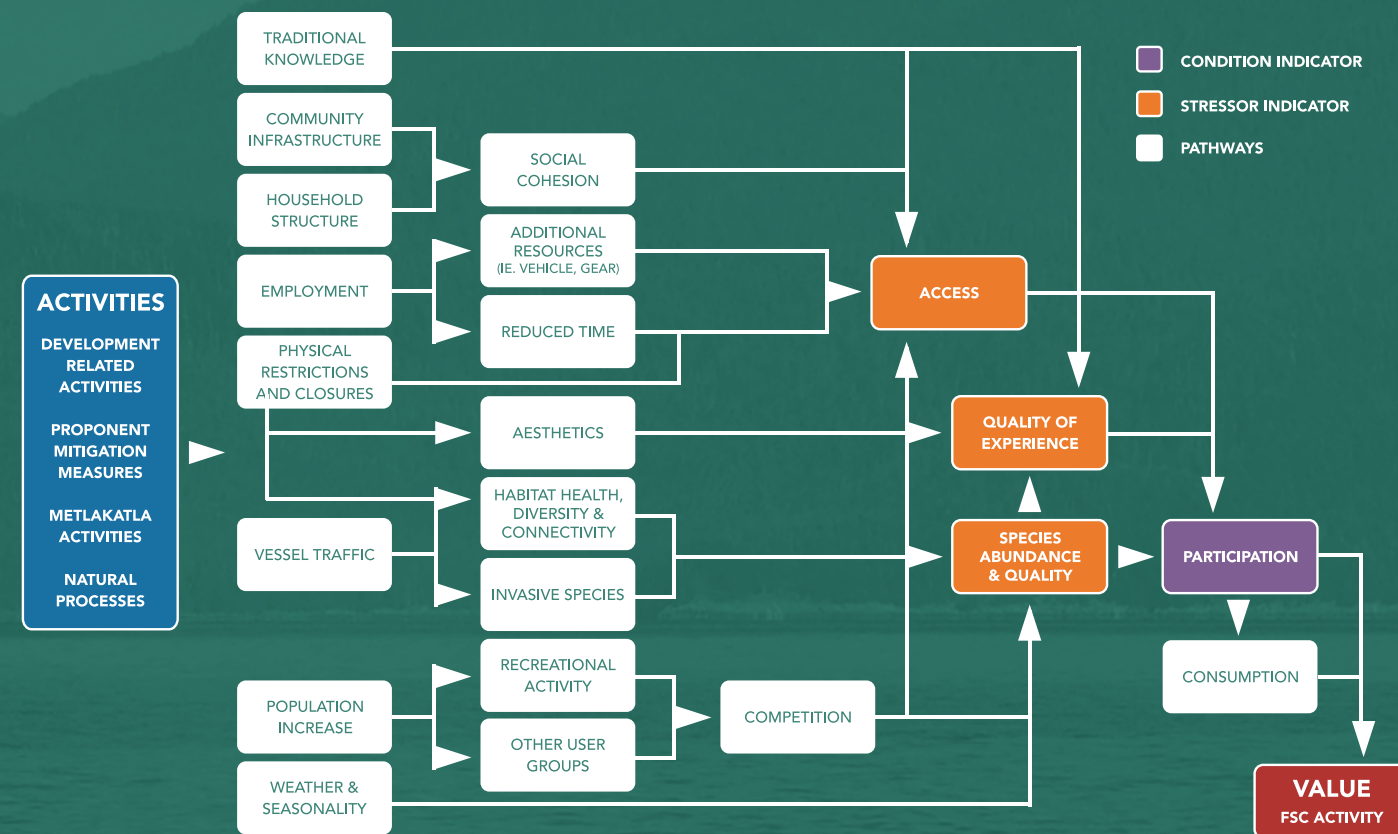 TRADITIONAL
KNOWLEDGE
COMMUNITY
INFRASTRUCTURE
HOUSEHOLD
STRUCTURE
EMPLOYMENT
PHYSICAL
RESTRICTIONS
AND CLOSURES
VESSEL TRAFFIC
POPULATION
INCREASE
WEATHER &
SEASONALITY
ACTIVITIES
DEVELOPMENT
RELATED
ACTIVITIES
PROPONENT
MITIGATION
MEASURES
METLAKATLA
ACTIVITIES
NATURAL
PROCESSES
SOCIAL
COHESION
ADDITIONAL
RESOURCES
(IE. VEHICLE, GEAR)
REDUCED TIME
AESTHETICS
HABITAT HEALTH,
DIVERSITY &
CONNECTIVITY
INVASIVE SPECIES
RECREATIONAL
ACTIVITY
OTHER USER
GROUPS
COMPETITION
ACCESS
QUALITY OF
EXPERIENCE
SPECIES
ABUNDANCE
& QUALITY
PARTICIPATION
CONSUMPTION
VALUE
FSC ACTIVITY
CONDITION INDICATOR
STRESSOR INDICATOR
PATHWAYS